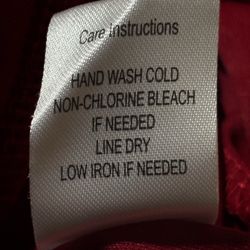 Care Instructions
HAND WASH COLD
NON-CHLORINE BLEACH
IF NEEDED
LINE DRY
LOW IRON IF NEEDED